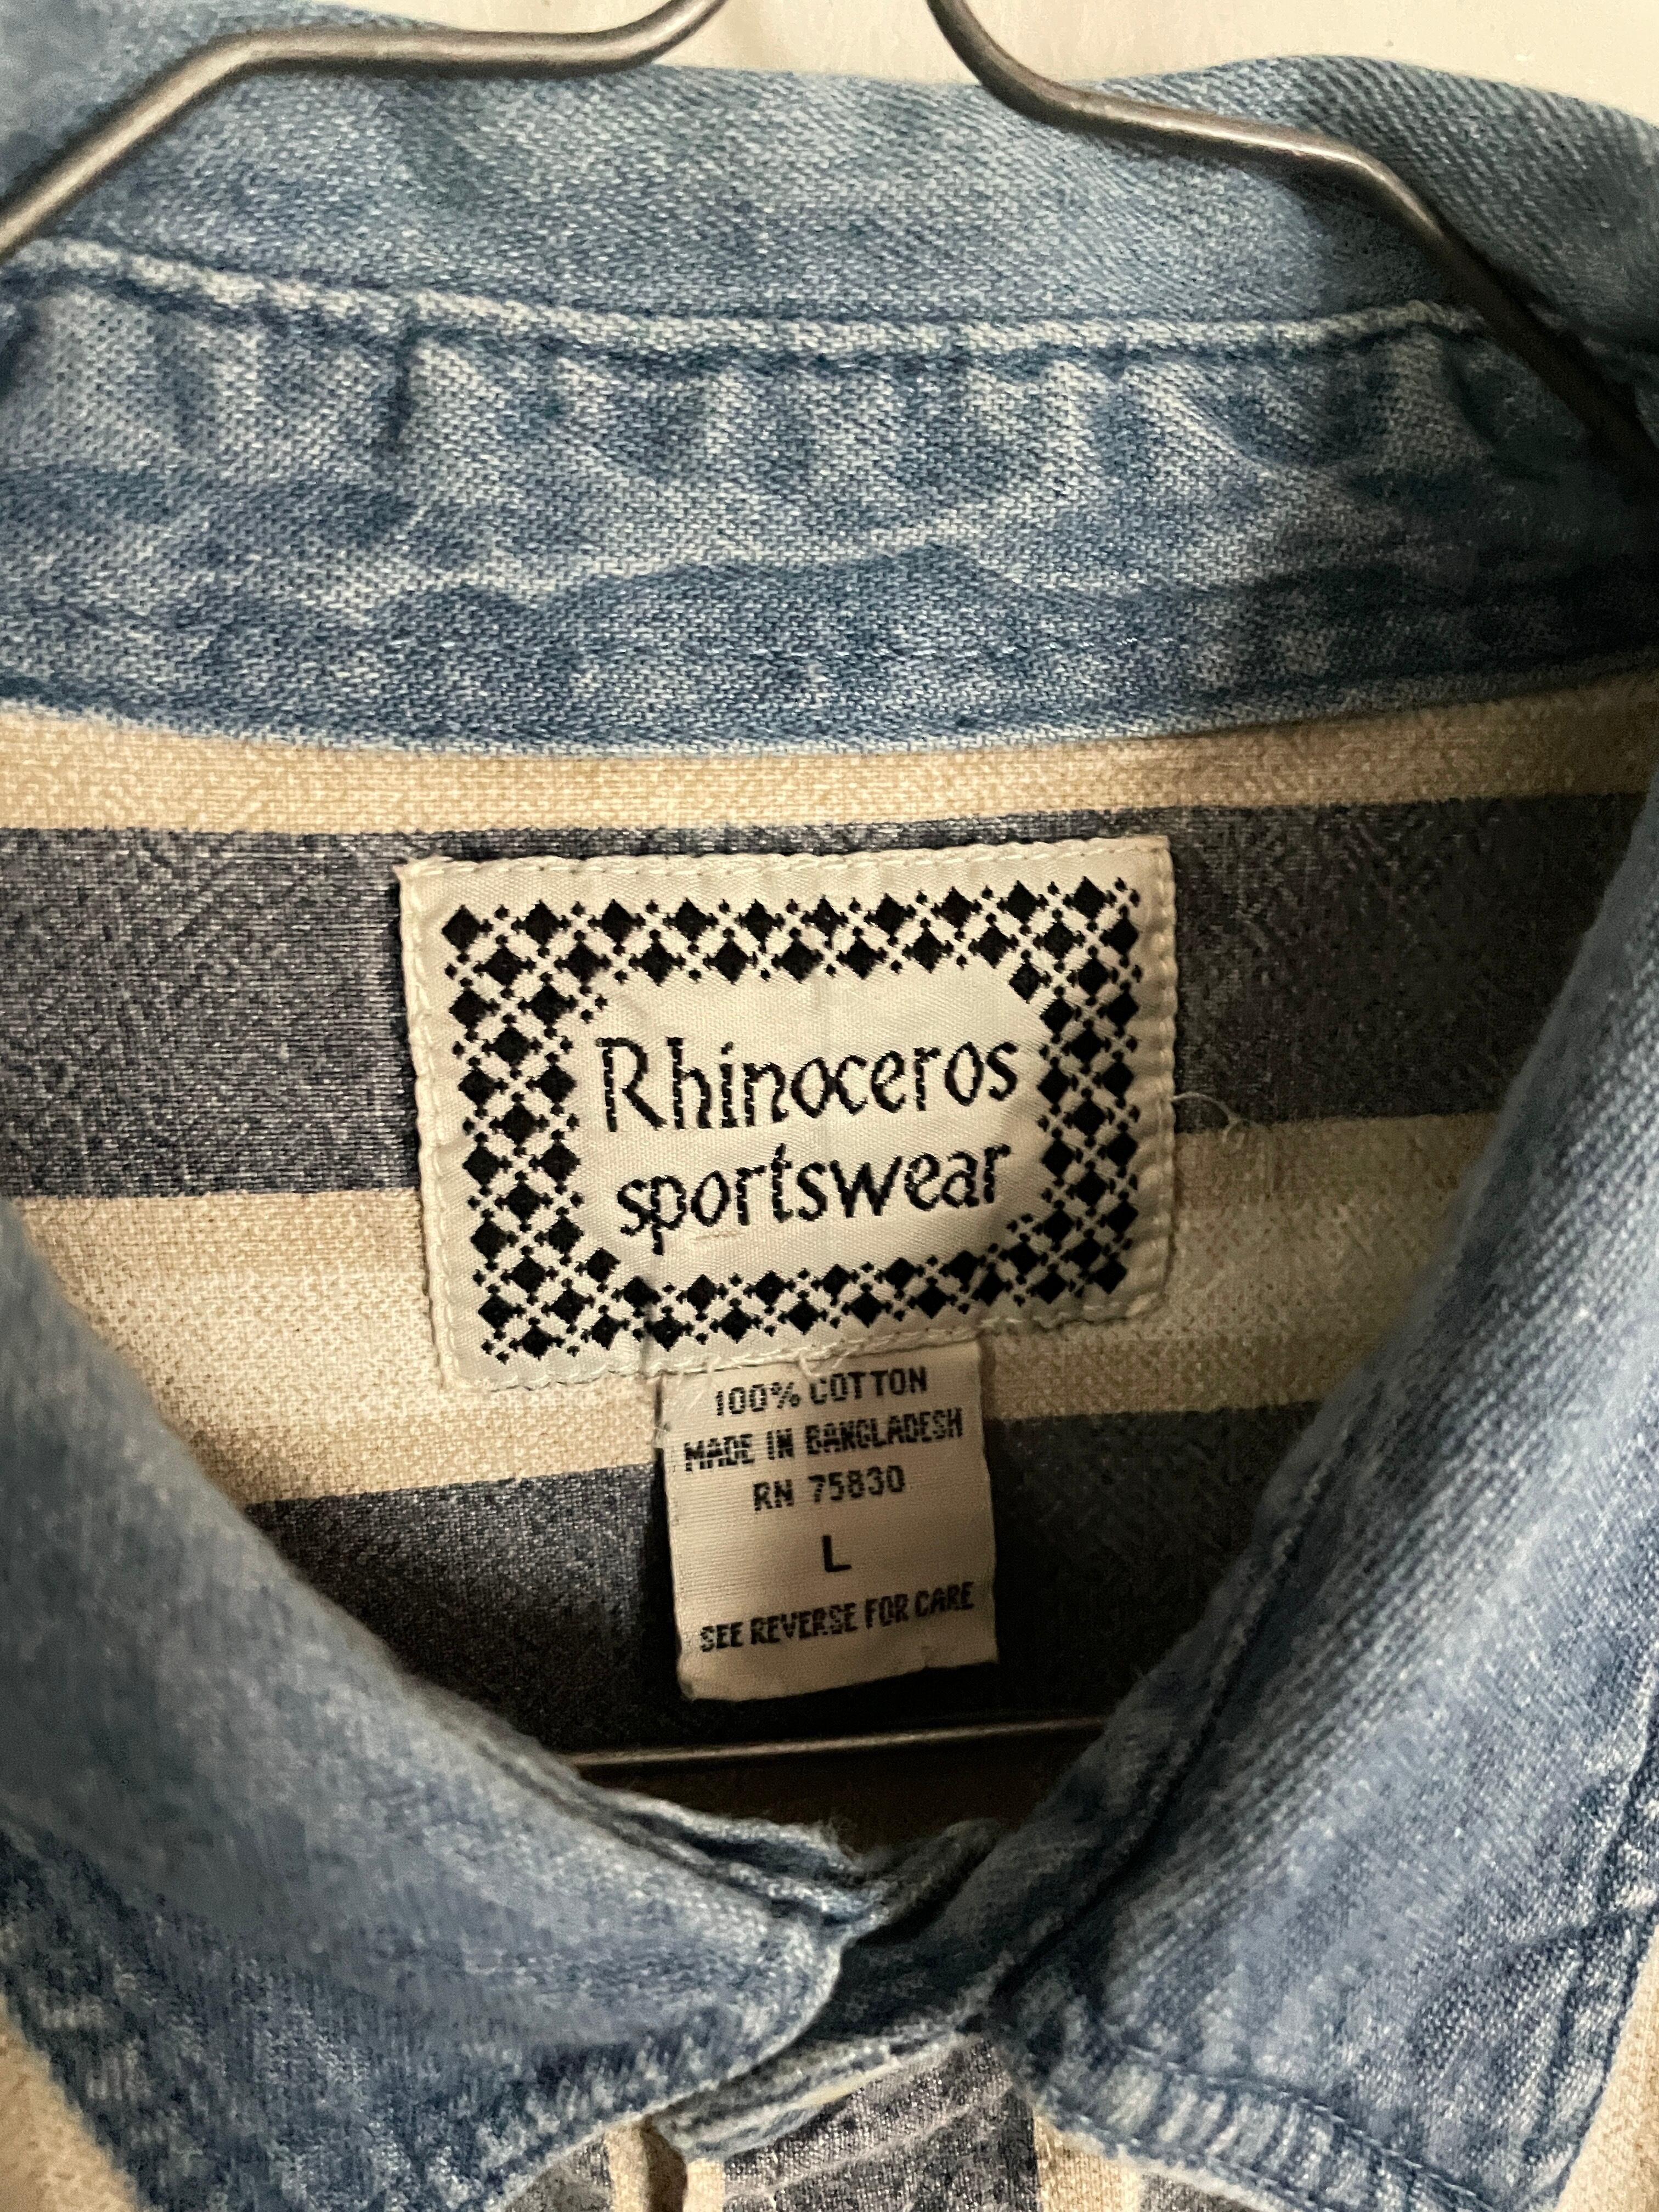 Rhinoceros
sportswear
100% COTTON
MADE IN BANGLADESH
RN 75830
L
SEE REVERSE FOR CARE